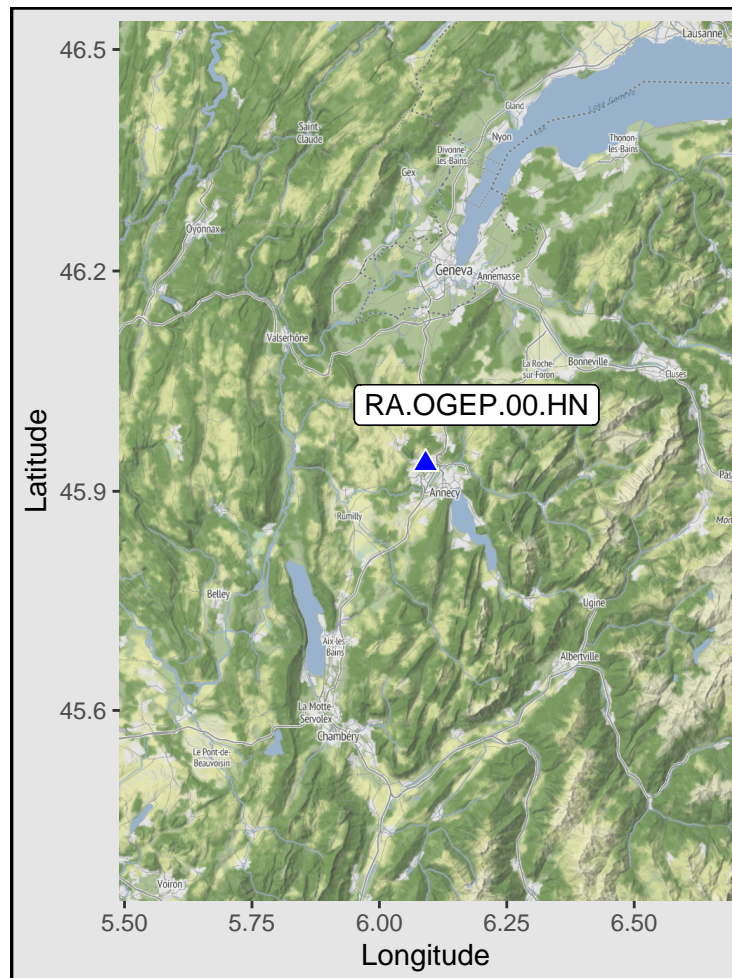 46.5
Lausanne
Lake Geneva
Gland
Saint-
Claude
Nyon
Thonon-
les-Bains
Divonne-
les-Bains
Gex
Oyonnax
46.2
Geneva
Annemasse
Valserhône
La Roche
sur-Foron
Bonneville
Cluses
RA.OGEP.00.HN
Latitude
Pas
45.9
Annecy
Rumilly
Mon
Belley
Ugine
Aix-les
Bains
Albertville
45.6
La Motte-
Servolex
Chambéry
Le Pont-de-
Beauvoisin
Voiron
5.50
5.75
6.00
6.25
6.50
Longitude